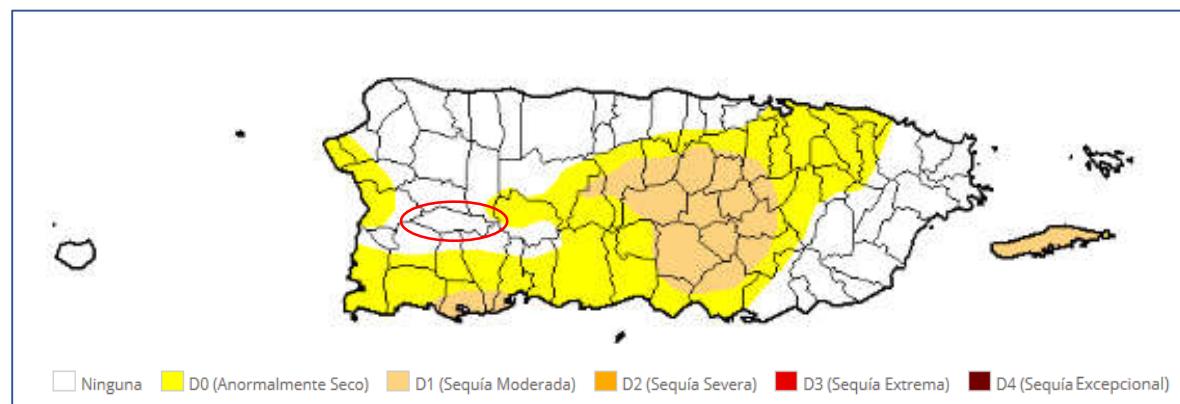 Ninguna D0 (Anormalmente Seco) D1 (Sequía Moderada) D2 (Sequía Severa) D3 (Sequía Extrema) D4 (Sequía Excepcional)